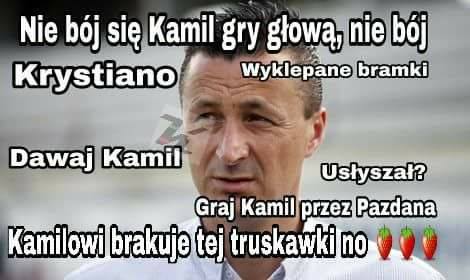 Nie bój się Kamil gry głową, nie bój
Krystiano
Wyklepane bramki
Dawaj Kamil
Usłyszał?
Graj Kamil przez Pazdana
Kamilowi brakuje tej truskawki no 🍓🍓🍓